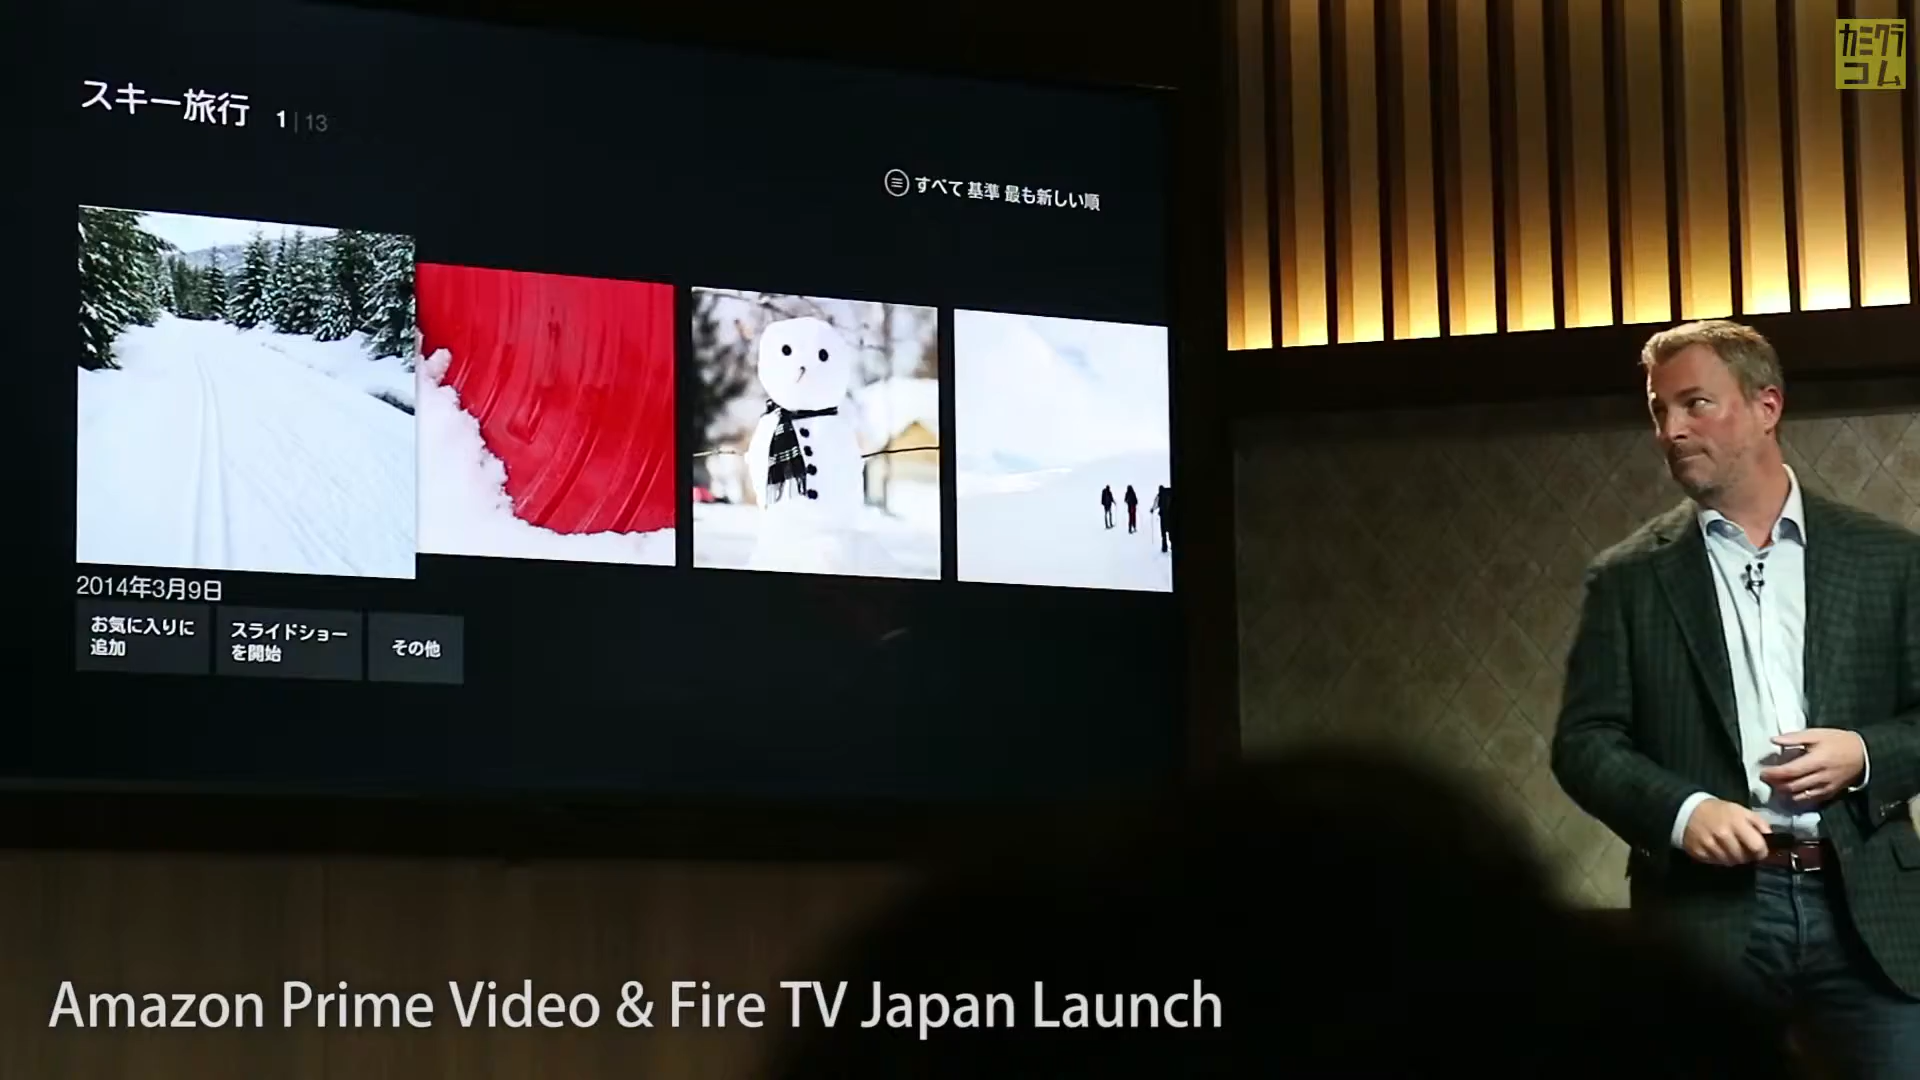 カミクラ
コム
スキー旅行 1 | 13
すべて 基準 最も新しい順
2014年3月9日
お気に入りに
追加
スライドショー
を開始
その他
Amazon Prime Video & Fire TV Japan Launch